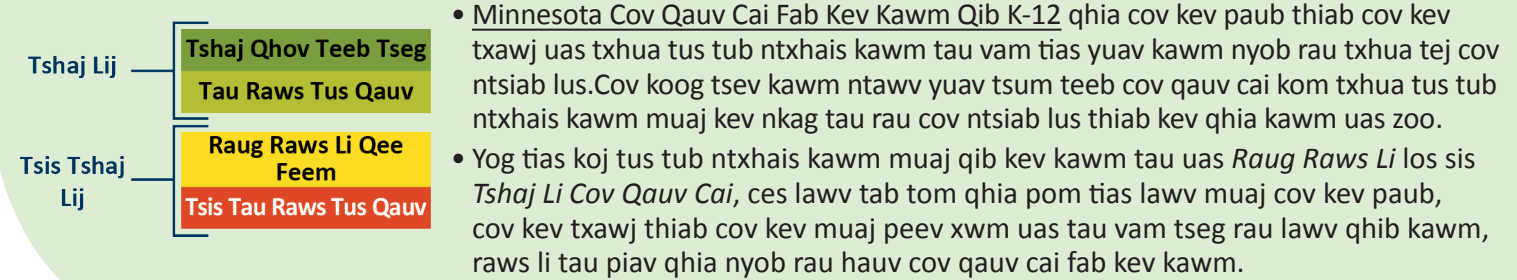 Tshaj Lij
Tshaj Qhov Teeb Tseg
Tau Raws Tus Qauv
Tsis Tshaj
Lij
Raug Raws Li Qee
Feem
Tsis Tau Raws Tus Qauv
• Minnesota Cov Qauv Cai Fab Kev Kawm Qib K-12 qhia cov kev paub thiab cov kev
txawj uas txhua tus tub ntxhais kawm tau vam tias yuav kawm nyob rau txhua tej cov
ntsiab lus.Cov koog tsev kawm ntawv yuav tsum teeb cov qauv cai kom txhua tus tub
ntxhais kawm muaj kev nkag tau rau cov ntsiab lus thiab kev qhia kawm uas zoo.
• Yog tias koj tus tub ntxhais kawm muaj qib kev kawm tau uas Raug Raws Li los sis
Tshaj Li Cov Qauv Cai, ces lawv tab tom qhia pom tias lawv muaj cov kev paub,
cov kev txawj thiab cov kev muaj peev xwm uas tau vam tseg rau lawv qhib kawm,
raws li tau piav qhia nyob rau hauv cov qauv cai fab kev kawm.